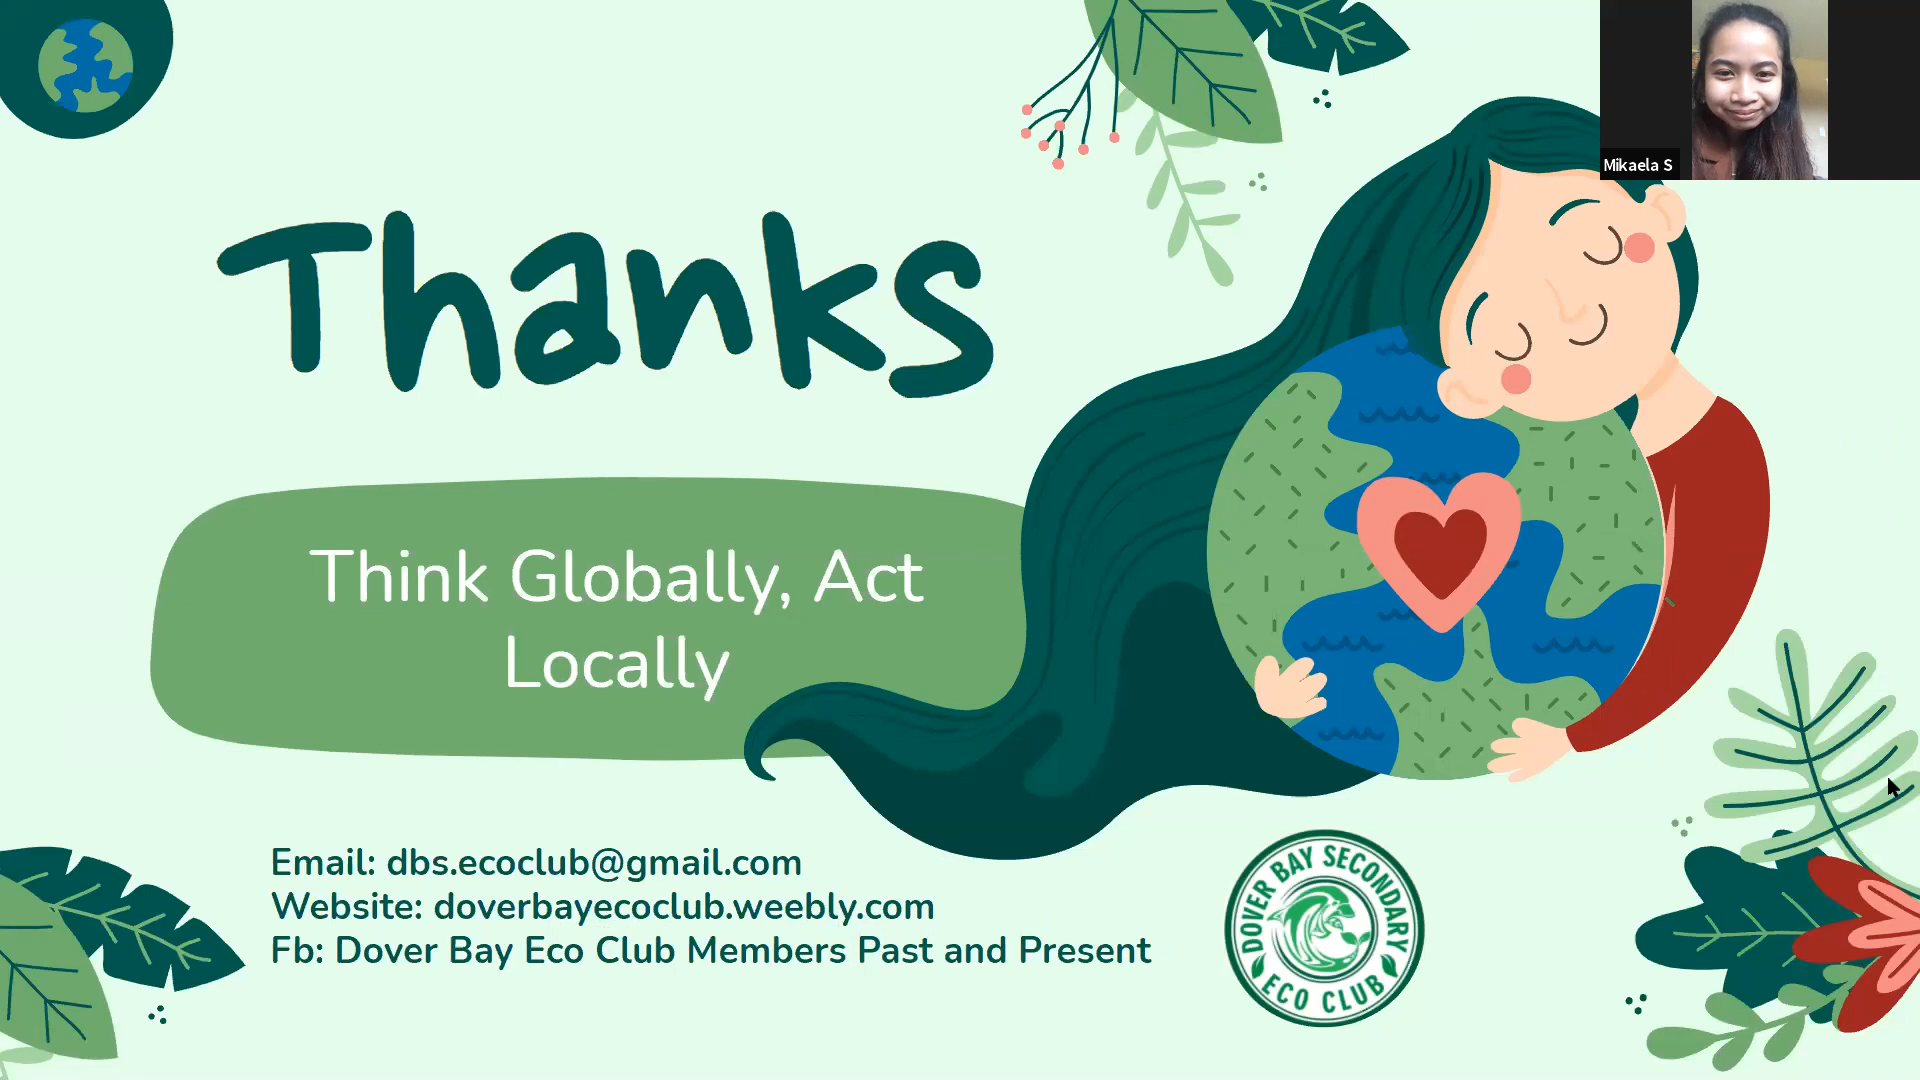 Mikaela S
Thanks
Think Globally, Act
Locally
Email: dbs.ecoclub@gmail.com
Website: doverbayecoclub.weebly.com
Fb: Dover Bay Eco Club Members Past and Present
DOVER BAY SECONDARY
ECO CLUB